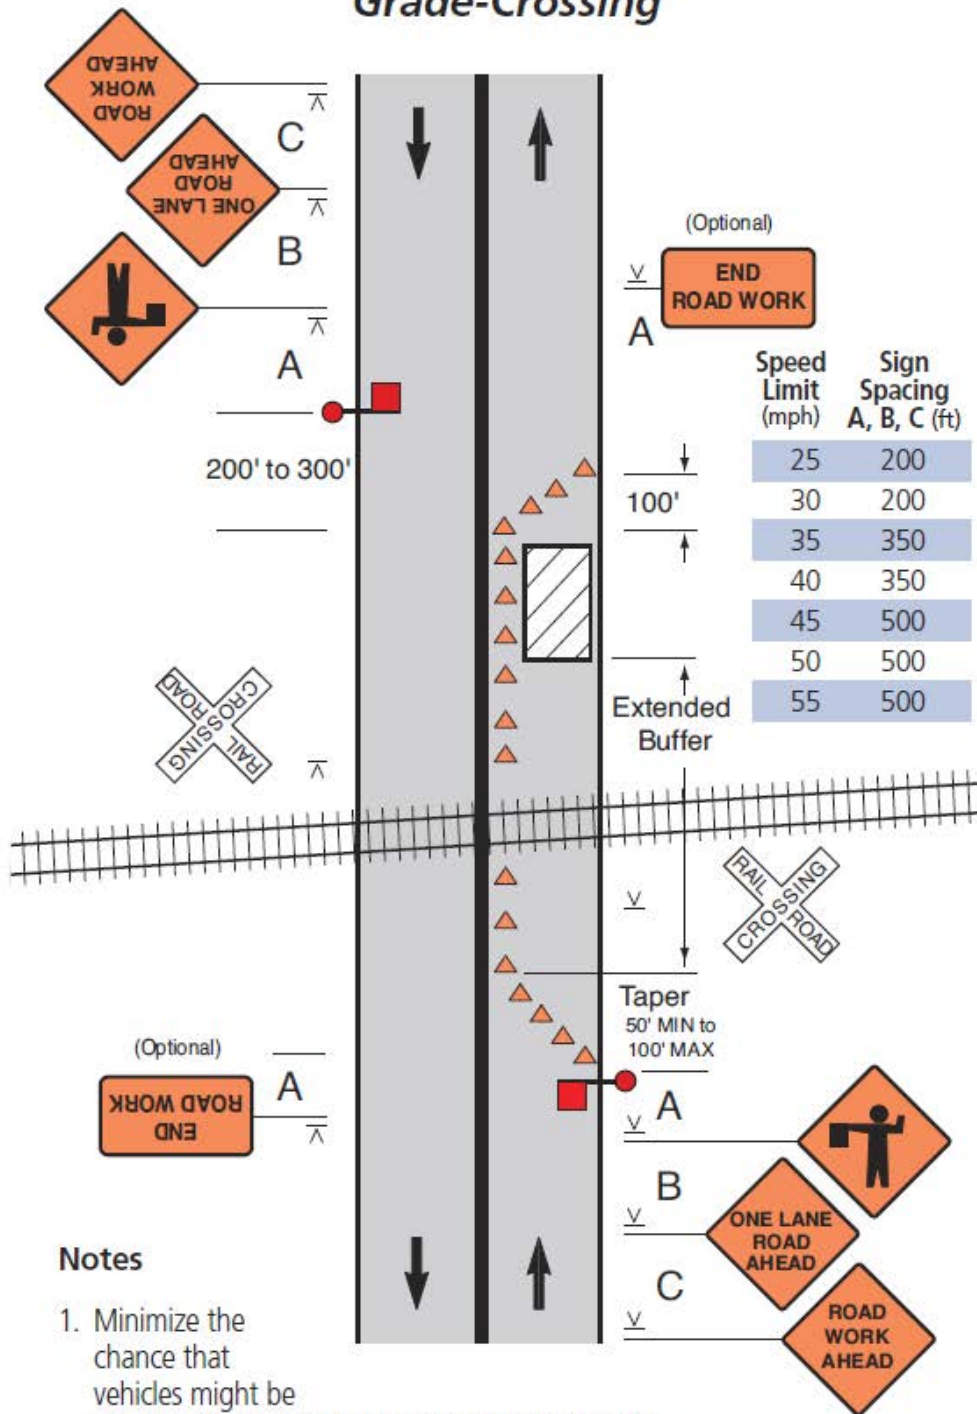 Grade-Crossing
ROAD
WORK
AHEAD
C
ONE LANE
ROAD
AHEAD
B
A
200' to 300'
(Optional)
END
ROAD WORK
A
Speed
Limit
(mph)
Sign
Spacing
A, B, C (ft)
25 200
30 200
35 350
40 350
45 500
50 500
55 500
100'
Extended
Buffer
RAIL ROAD
CROSSING
RAIL ROAD
CROSSING
Taper
50' MIN to
100' MAX
(Optional)
END
ROAD WORK
A
A
B
ONE LANE
ROAD
AHEAD
C
ROAD
WORK
AHEAD
Notes
1. Minimize the
chance that
vehicles might be